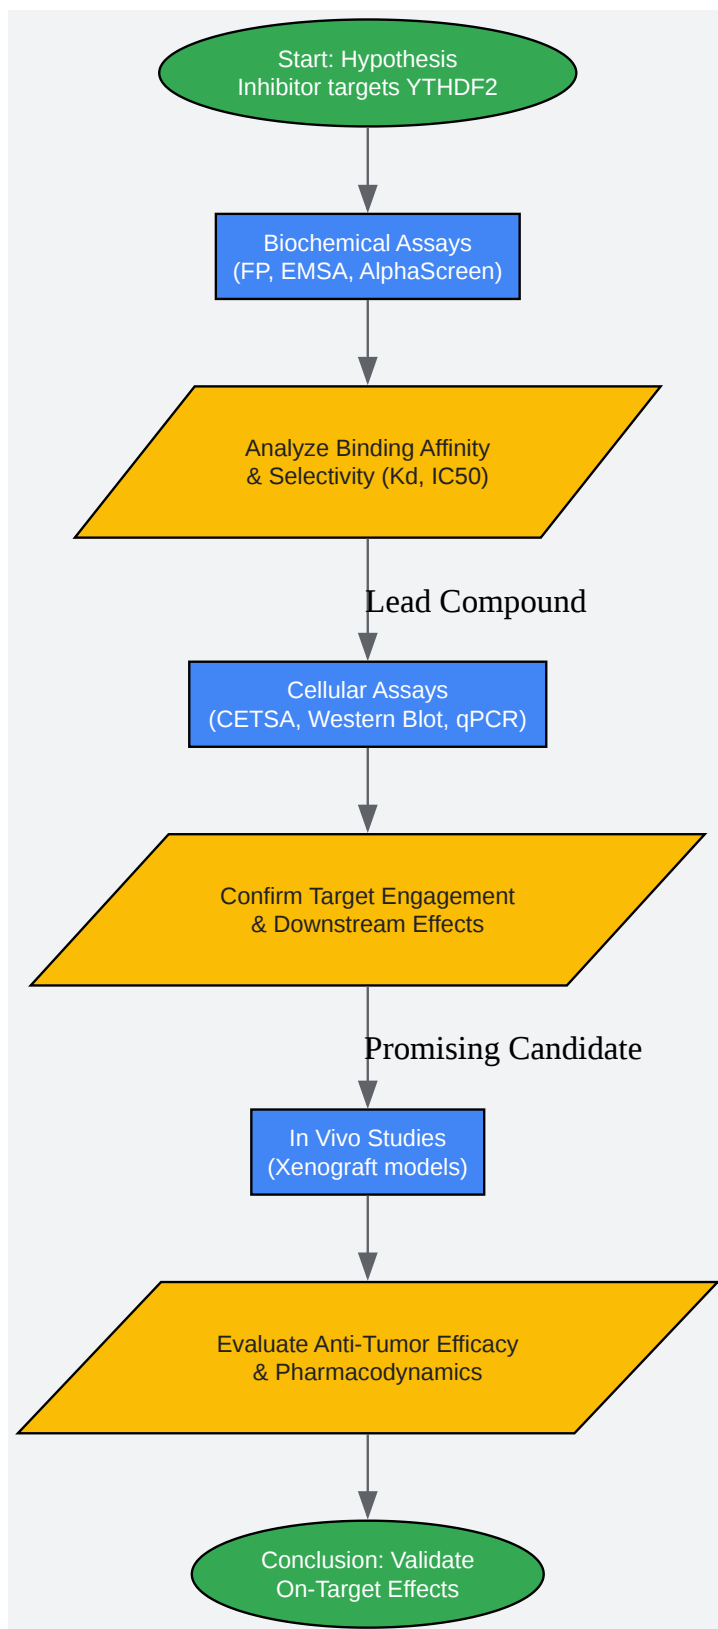 Start: Hypothesis
Inhibitor targets YTHDF2
Biochemical Assays
(FP, EMSA, AlphaScreen)
Analyze Binding Affinity
& Selectivity (Kd, IC50)
Lead Compound
Cellular Assays
(CETSA, Western Blot, qPCR)
Confirm Target Engagement
& Downstream Effects
Promising Candidate
In Vivo Studies
(Xenograft models)
Evaluate Anti-Tumor Efficacy
& Pharmacodynamics
Conclusion: Validate
On-Target Effects